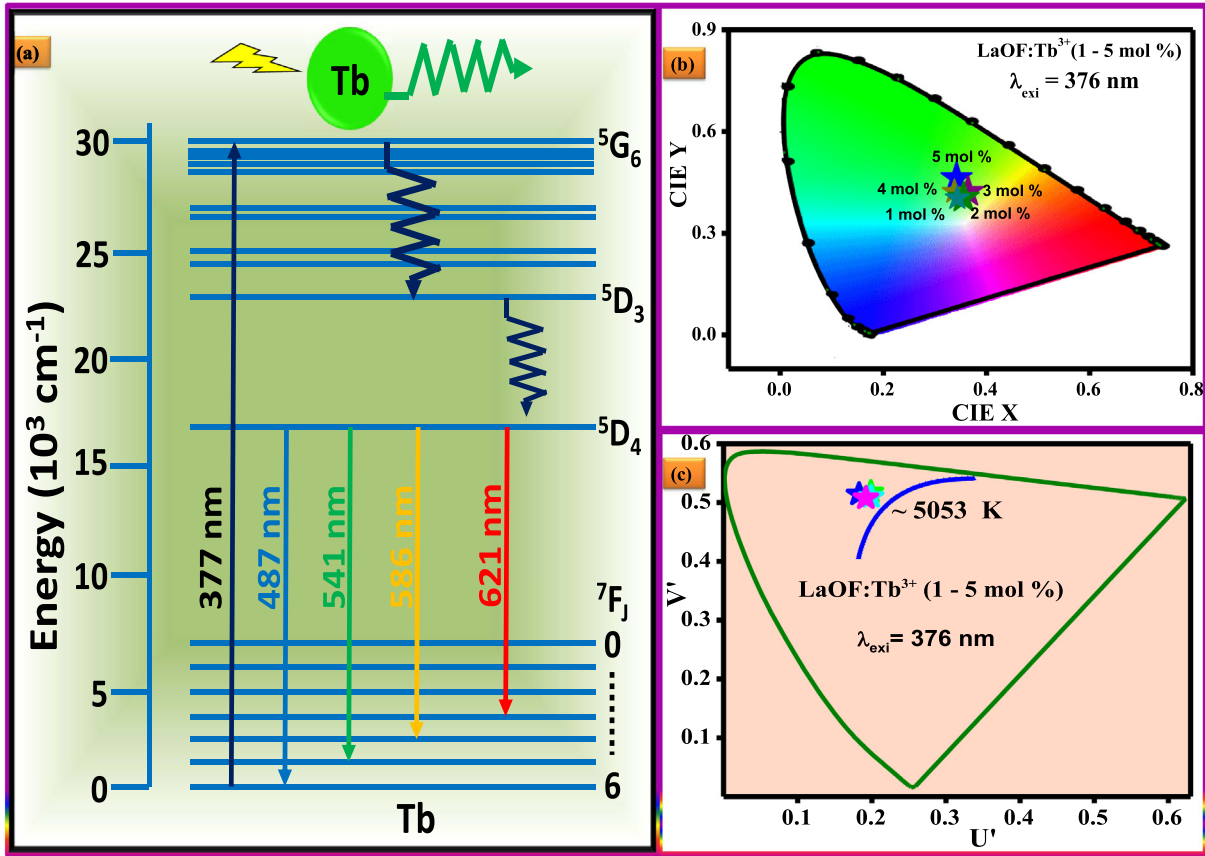 (a)
Tb
Energy (10³ cm⁻¹)
30
25
20
15
10
5
0
⁵G₆
⁵D₃
⁵D₄
377 nm
487 nm
541 nm
586 nm
621 nm
⁷F_J
0
6
Tb
(b)
LaOF:Tb³⁺(1 - 5 mol %)
λexi = 376 nm
CIE Y
0.9
0.6
0.3
0.0
5 mol %
4 mol %
3 mol %
1 mol %
2 mol %
0.0
0.2
0.4
0.6
0.8
CIE X
(c)
V'
0.6
0.5
0.4
0.3
0.2
0.1
~ 5053 K
LaOF:Tb³⁺ (1 - 5 mol %)
λexi= 376 nm
0.1
0.2
0.3
0.4
0.5
0.6
U'